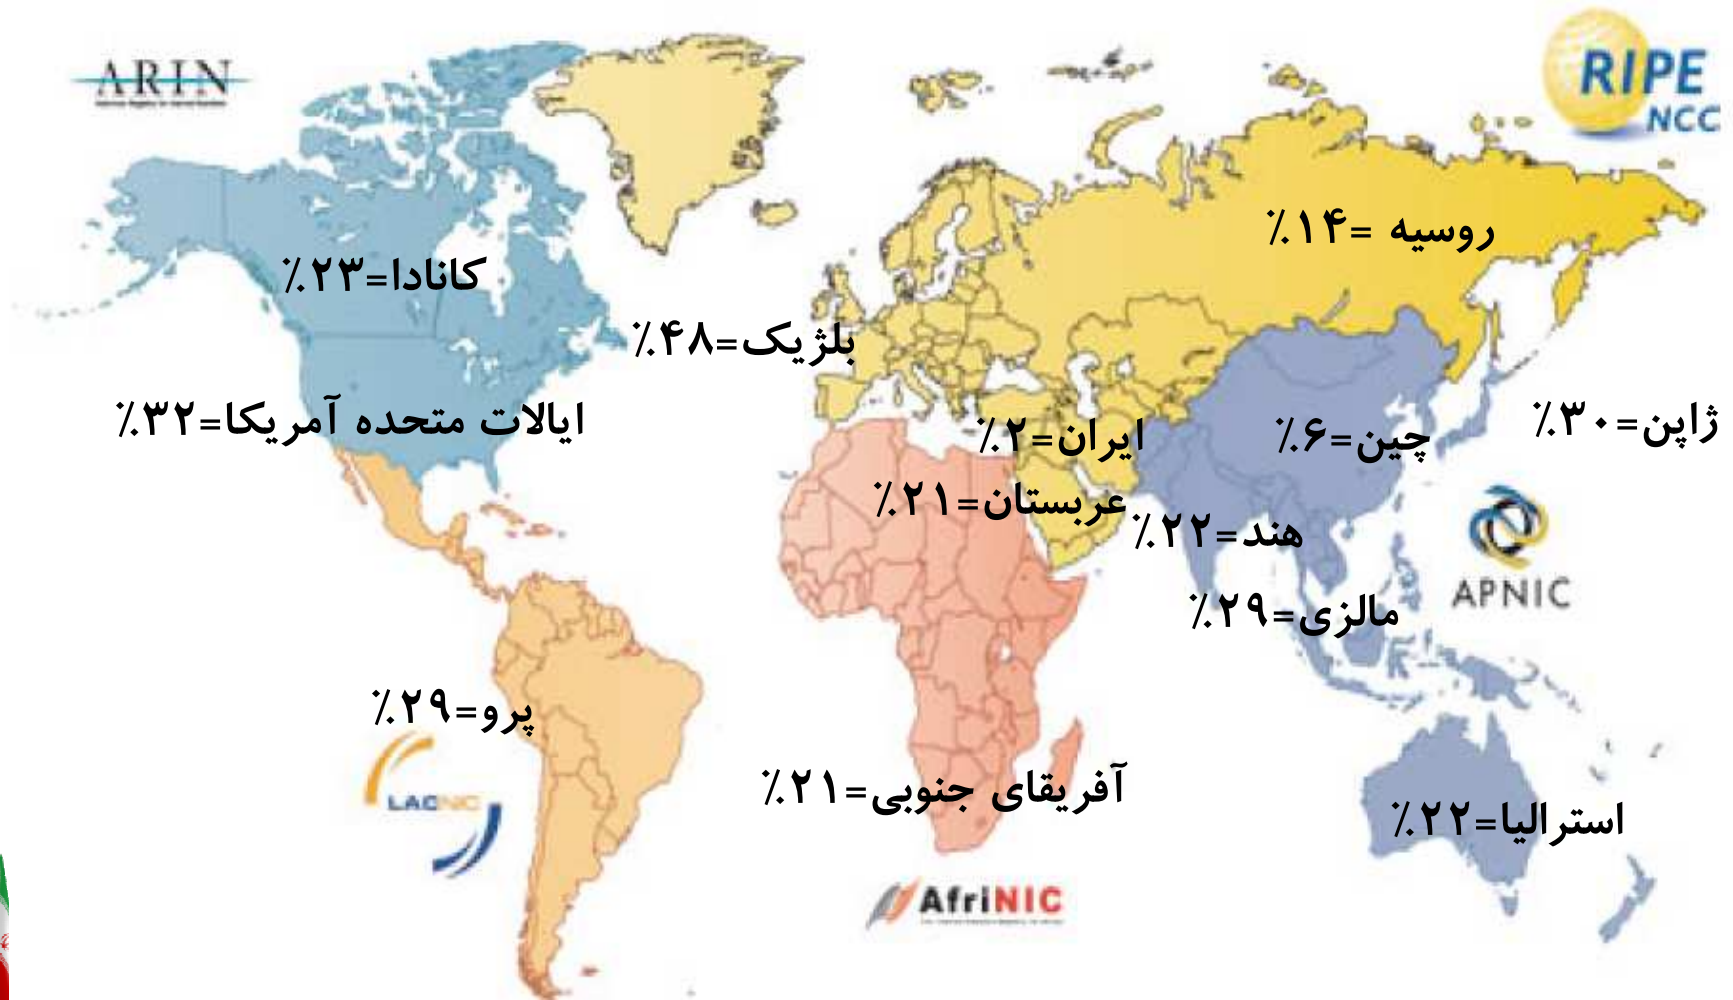 ARIN
RIPE
NCC
روسیه =۱۴٪
کانادا=۲۳٪
بلژیک=۴۸٪
ایالات متحده آمریکا=۳۲٪
ایران=۲٪
چین=۶٪
ژاپن=۳۰٪
عربستان=۲۱٪
هند=۲۲٪
APNIC
مالزی=۲۹٪
پرو=۲۹٪
LACNIC
آفریقای جنوبی=۲۱٪
استرالیا=۲۲٪
AfriNIC